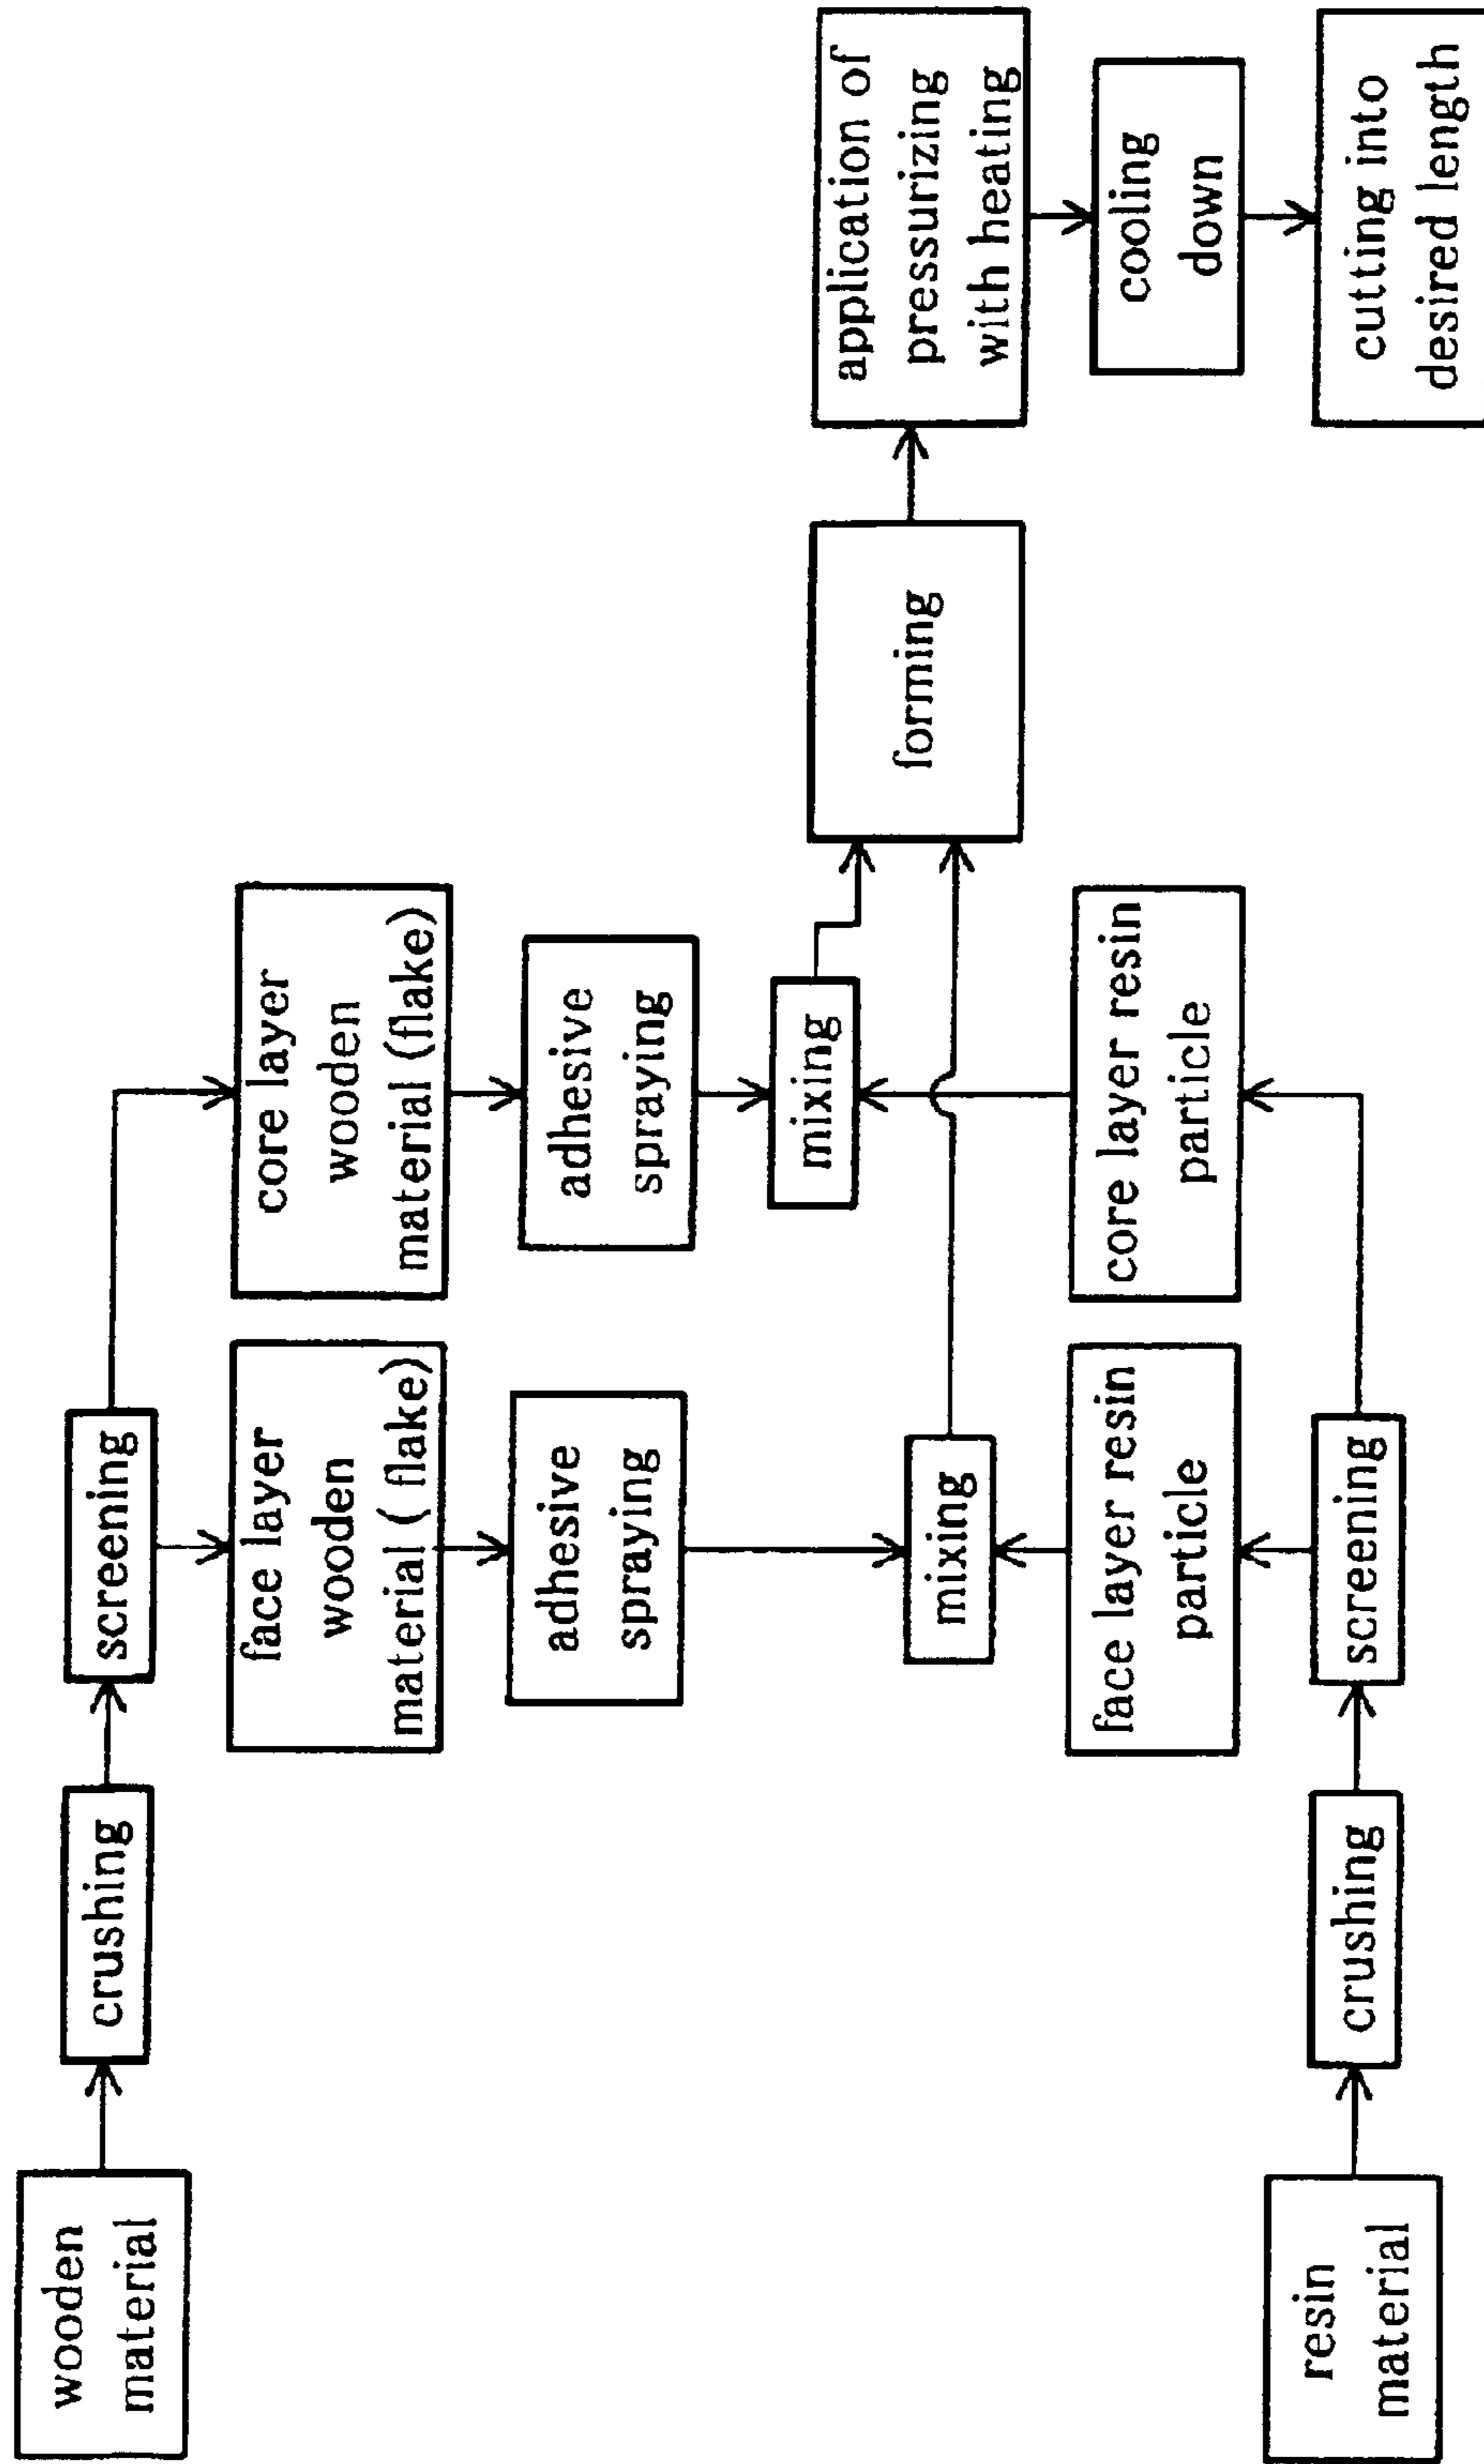 wooden
material
crushing
screening
face layer
wooden
material ( flake)
adhesive
spraying
core layer
wooden
material (flake)
adhesive
spraying
mixing
mixing
resin
material
crushing
screening
face layer resin
particle
core layer resin
particle
forming
application of
pressurizing
with heating
cooling
down
cutting into
desired length